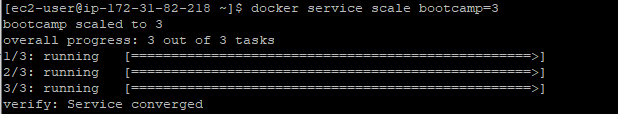 [ec2-user@ip-172-31-82-218 ~]$ docker service scale bootcamp=3
bootcamp scaled to 3
overall progress: 3 out of 3 tasks
1/3: running   [==================================================>]
2/3: running   [==================================================>]
3/3: running   [==================================================>]
verify: Service converged